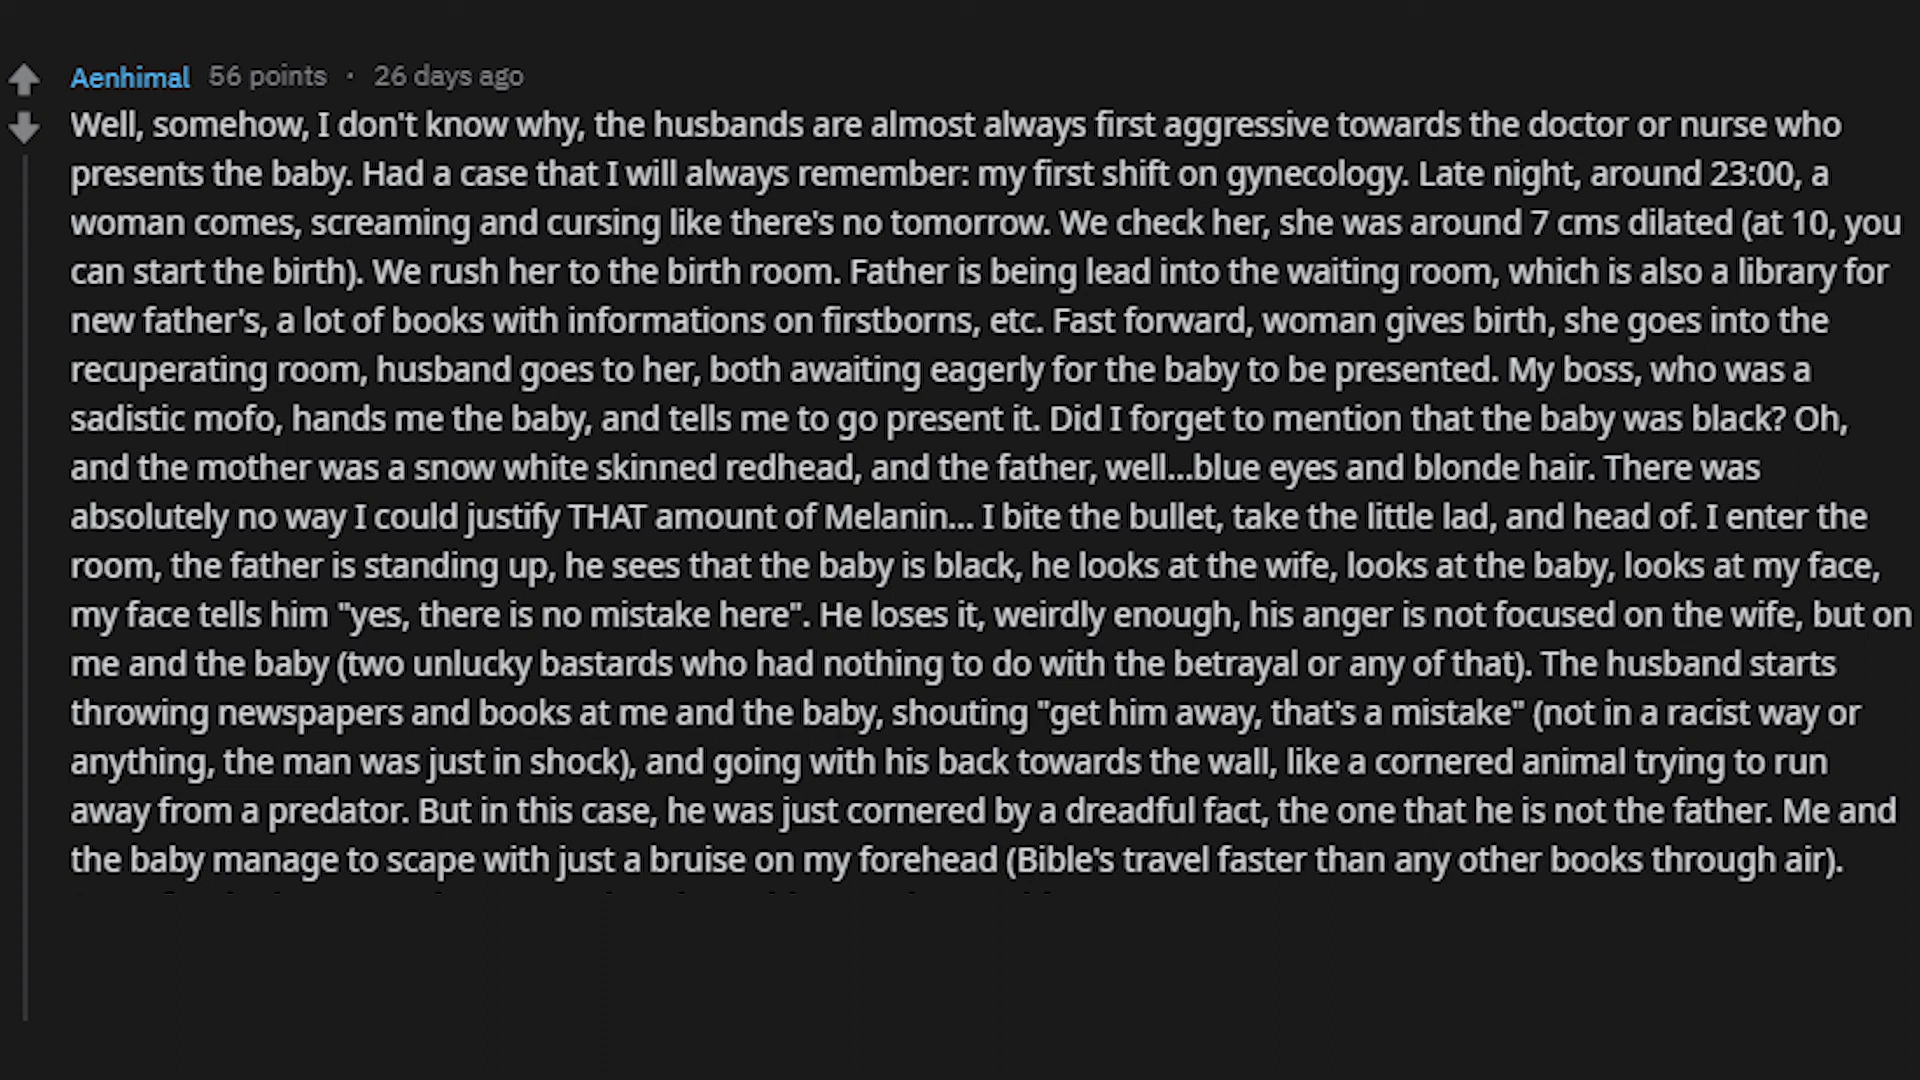 Aenhimal 56 points · 26 days ago
Well, somehow, I don't know why, the husbands are almost always first aggressive towards the doctor or nurse who
presents the baby. Had a case that I will always remember: my first shift on gynecology. Late night, around 23:00, a
woman comes, screaming and cursing like there's no tomorrow. We check her, she was around 7 cms dilated (at 10, you
can start the birth). We rush her to the birth room. Father is being lead into the waiting room, which is also a library for
new father's, a lot of books with informations on firstborns, etc. Fast forward, woman gives birth, she goes into the
recuperating room, husband goes to her, both awaiting eagerly for the baby to be presented. My boss, who was a
sadistic mofo, hands me the baby, and tells me to go present it. Did I forget to mention that the baby was black? Oh,
and the mother was a snow white skinned redhead, and the father, well...blue eyes and blonde hair. There was
absolutely no way I could justify THAT amount of Melanin... I bite the bullet, take the little lad, and head of. I enter the
room, the father is standing up, he sees that the baby is black, he looks at the wife, looks at the baby, looks at my face,
my face tells him "yes, there is no mistake here". He loses it, weirdly enough, his anger is not focused on the wife, but on
me and the baby (two unlucky bastards who had nothing to do with the betrayal or any of that). The husband starts
throwing newspapers and books at me and the baby, shouting "get him away, that's a mistake" (not in a racist way or
anything, the man was just in shock), and going with his back towards the wall, like a cornered animal trying to run
away from a predator. But in this case, he was just cornered by a dreadful fact, the one that he is not the father. Me and
the baby manage to scape with just a bruise on my forehead (Bible's travel faster than any other books through air).